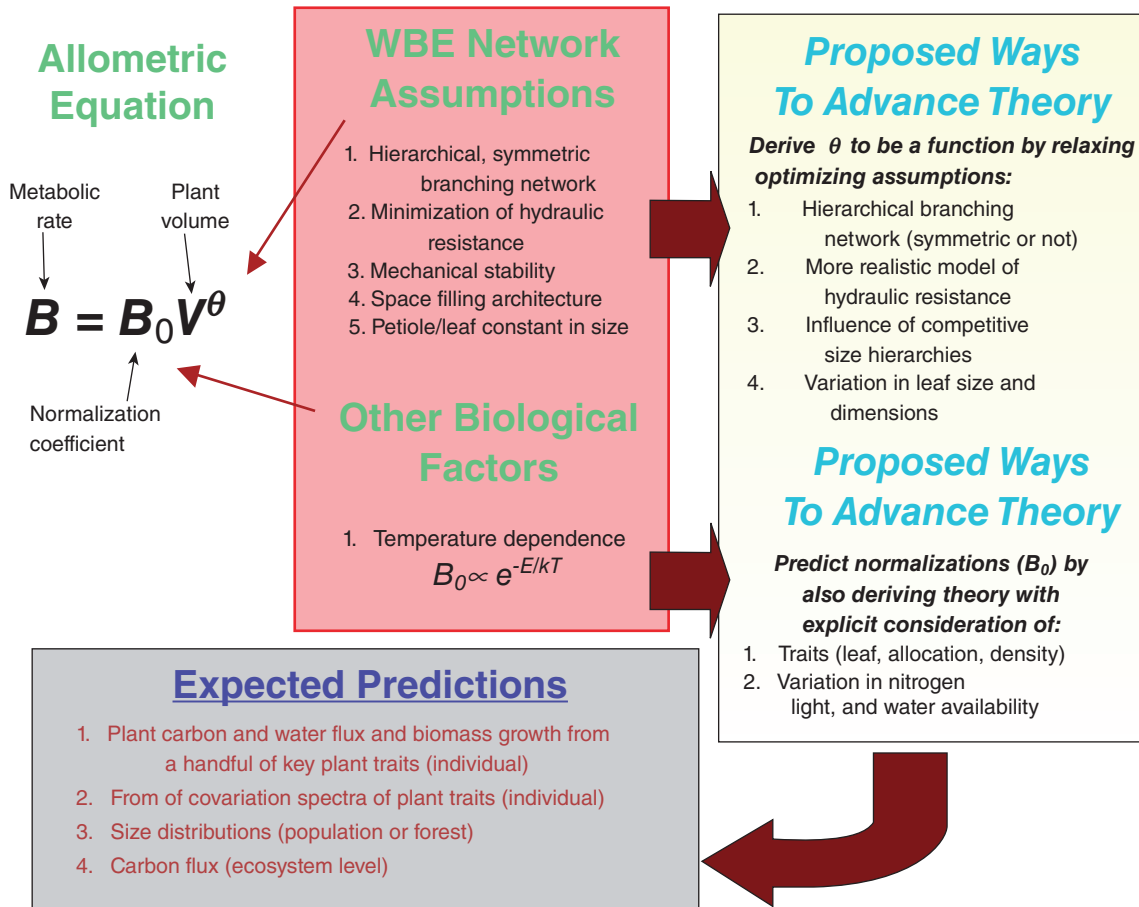 Allometric
Equation
Metabolic
rate
Plant
volume
B = B₀V^θ
Normalization
coefficient
WBE Network
Assumptions
1. Hierarchical, symmetric
branching network
2. Minimization of hydraulic
resistance
3. Mechanical stability
4. Space filling architecture
5. Petiole/leaf constant in size
Other Biological
Factors
1. Temperature dependence
B₀ ∝ e^-E/kT
Proposed Ways
To Advance Theory
Derive θ to be a function by relaxing
optimizing assumptions:
1. Hierarchical branching
network (symmetric or not)
2. More realistic model of
hydraulic resistance
3. Influence of competitive
size hierarchies
4. Variation in leaf size and
dimensions
Proposed Ways
To Advance Theory
Predict normalizations (B₀) by
also deriving theory with
explicit consideration of:
1. Traits (leaf, allocation, density)
2. Variation in nitrogen
light, and water availability
Expected Predictions
1. Plant carbon and water flux and biomass growth from
a handful of key plant traits (individual)
2. From of covariation spectra of plant traits (individual)
3. Size distributions (population or forest)
4. Carbon flux (ecosystem level)